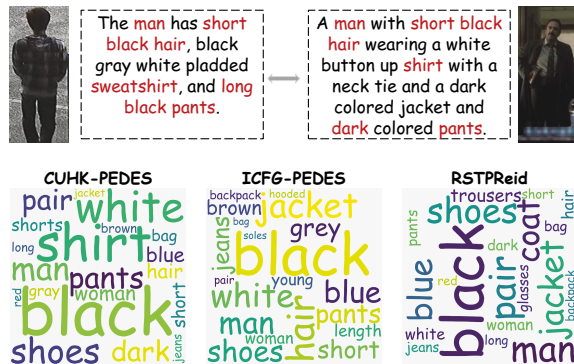 The man has short
black hair, black
gray white pladded
sweatshirt, and long
black pants.
A man with short black
hair wearing a white
button up shirt with a
neck tie and a dark
colored jacket and
dark colored pants.
CUHK-PEDES
jacket
pair white
shorts
brown
long shirt bag
blue
man pants hair
red gray woman
black short
shoes dark jeans
ICFG-PEDES
backpack hooded
brown jacket
bag
soles grey
jeans black
pair young
white blue
man hair pants
woman length
shoes short
RSTPReid
trousers short
shoes hair
pants coat
black dark bag
blue red pair glasses jacket
backpack
white woman
jeans long man